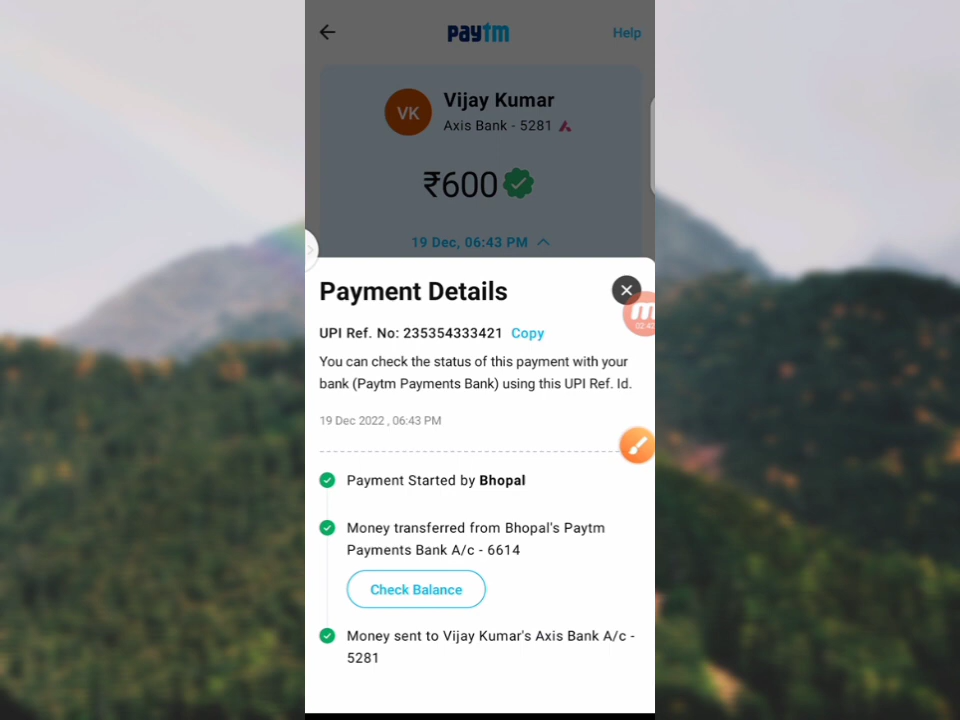 paytm
Help
VK
Vijay Kumar
Axis Bank - 5281
₹600
19 Dec, 06:43 PM
Payment Details
UPI Ref. No: 235354333421 Copy
You can check the status of this payment with your
bank (Paytm Payments Bank) using this UPI Ref. Id.
19 Dec 2022 , 06:43 PM
Payment Started by Bhopal
Money transferred from Bhopal's Paytm
Payments Bank A/c - 6614
Check Balance
Money sent to Vijay Kumar's Axis Bank A/c -
5281